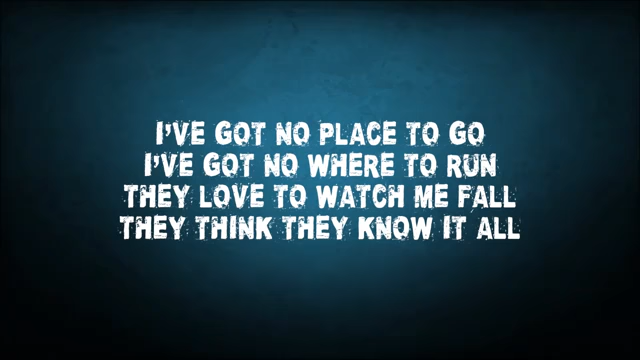 I'VE GOT NO PLACE TO GO
I'VE GOT NO WHERE TO RUN
THEY LOVE TO WATCH ME FALL
THEY THINK THEY KNOW IT ALL